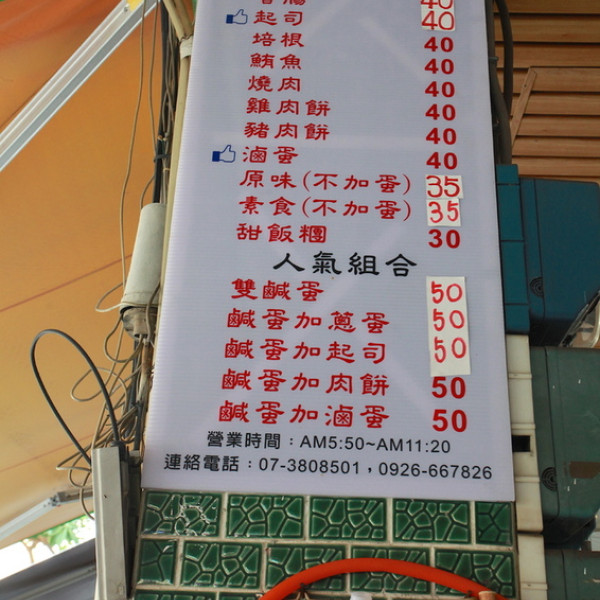 起司 40
培根 40
鮪魚 40
燒肉 40
雞肉餅 40
豬肉餅 40
滷蛋 40
原味(不加蛋) 35
素食(不加蛋) 35
甜飯糰 30
人氣組合
雙鹹蛋 50
鹹蛋加蔥蛋 50
鹹蛋加起司 50
鹹蛋加肉餅 50
鹹蛋加滷蛋 50
營業時間：AM5:50~AM11:20
連絡電話：07-3808501，0926-667826